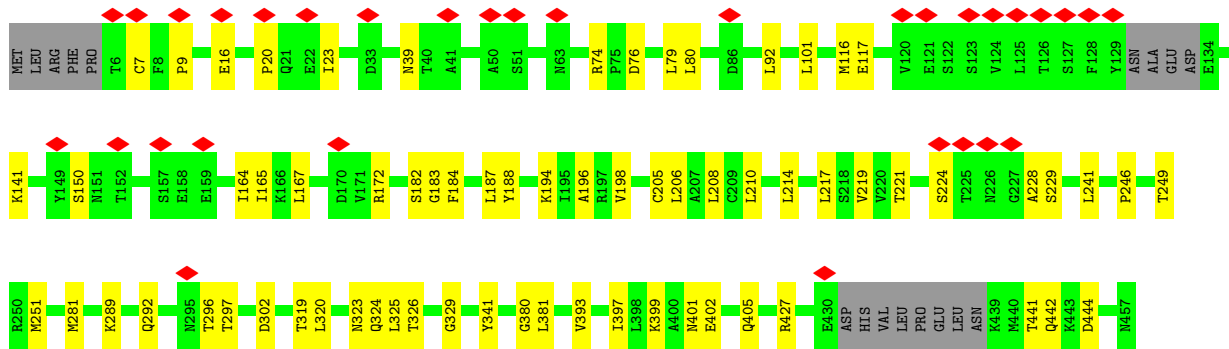 MET LEU ARG PHE PRO T6 C7 F8 P9 E16 P20 Q21 E22 I23 D33 N39 T40 A41 A50 S51 N63 R74 P75 D76 L79 L80 D86 L92 L101 M116 E117 V120 E121 S122 S123 V124 L125 T126 S127 F128 Y129 ASN ALA GLU ASP E134
K141 Y149 S150 N151 T152 S157 E158 E159 I164 I165 K166 L167 D170 V171 R172 S182 G183 F184 L187 Y188 K194 I195 A196 R197 V198 C205 L206 A207 L208 C209 L210 L214 L217 S218 V219 V220 T221 S224 T225 N226 G227 A228 S229 L241 P246 T249
R250 M251 M281 K289 Q292 N295 T296 T297 D302 T319 L320 N323 Q324 L325 T326 G329 Y341 G380 L381 V393 I397 L398 K399 A400 N401 E402 Q405 R427 E430 ASP HIS VAL LEU PRO GLU LEU ASN K439 M440 T441 Q442 K443 D444 N457